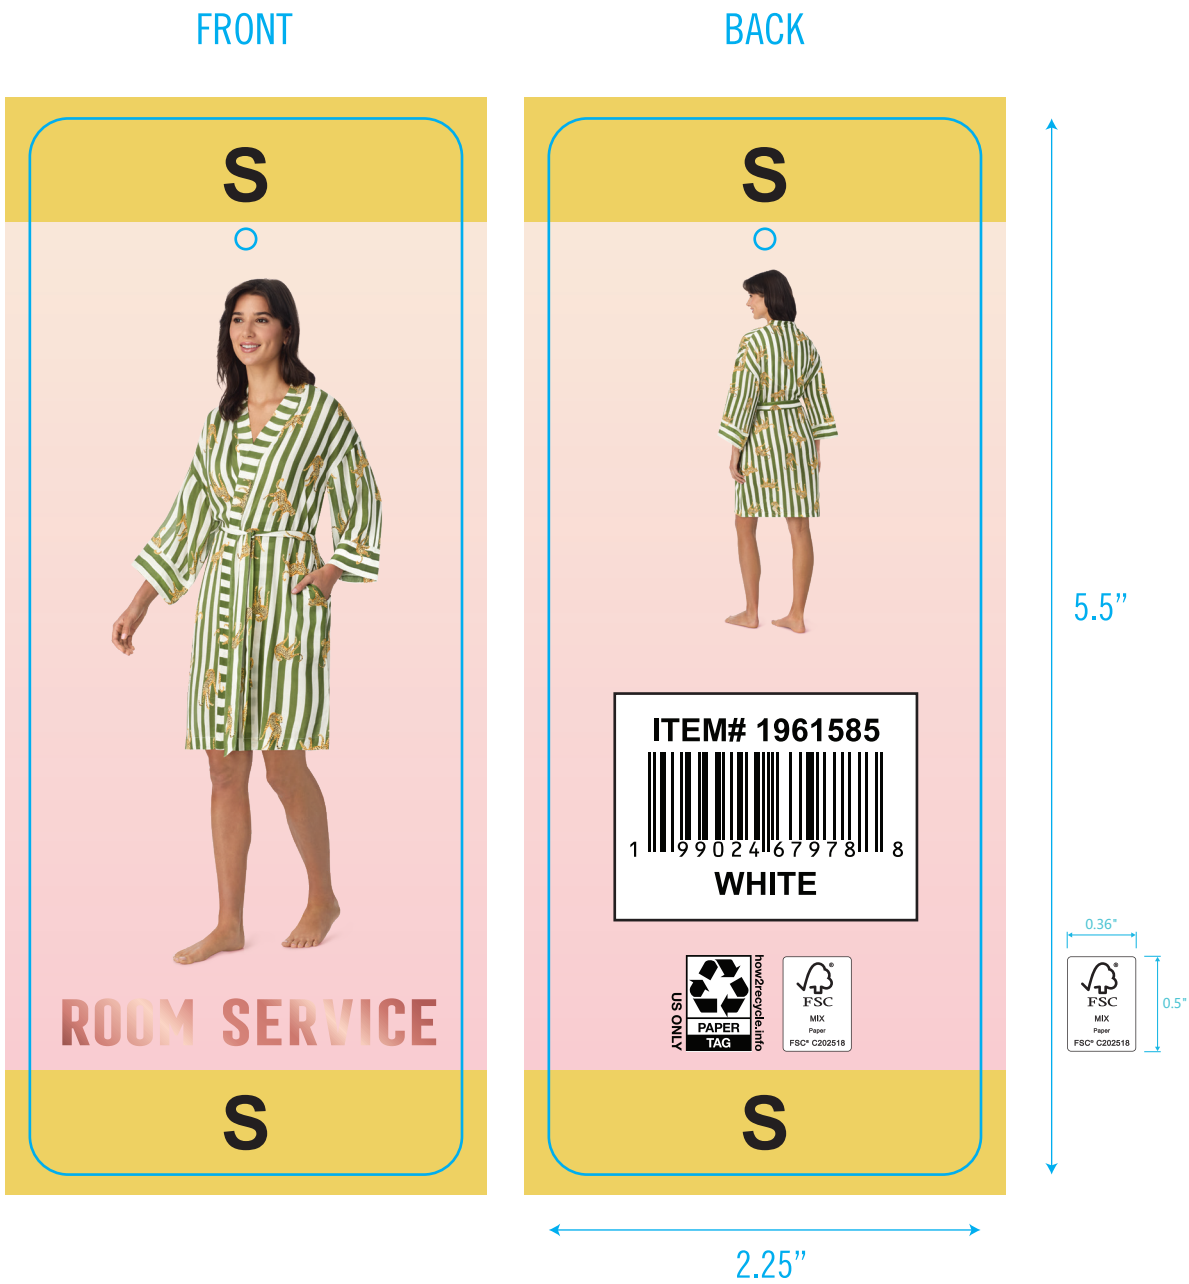 FRONT
BACK
S
S
5.5”
ITEM# 1961585
1 99024 67978 8
WHITE
ROOM SERVICE
US ONLY
PAPER
TAG
how2recycle.info
®
FSC
MIX
Paper
FSC® C202518
0.36"
®
FSC
MIX
Paper
FSC® C202518
0.5"
S
S
2.25”